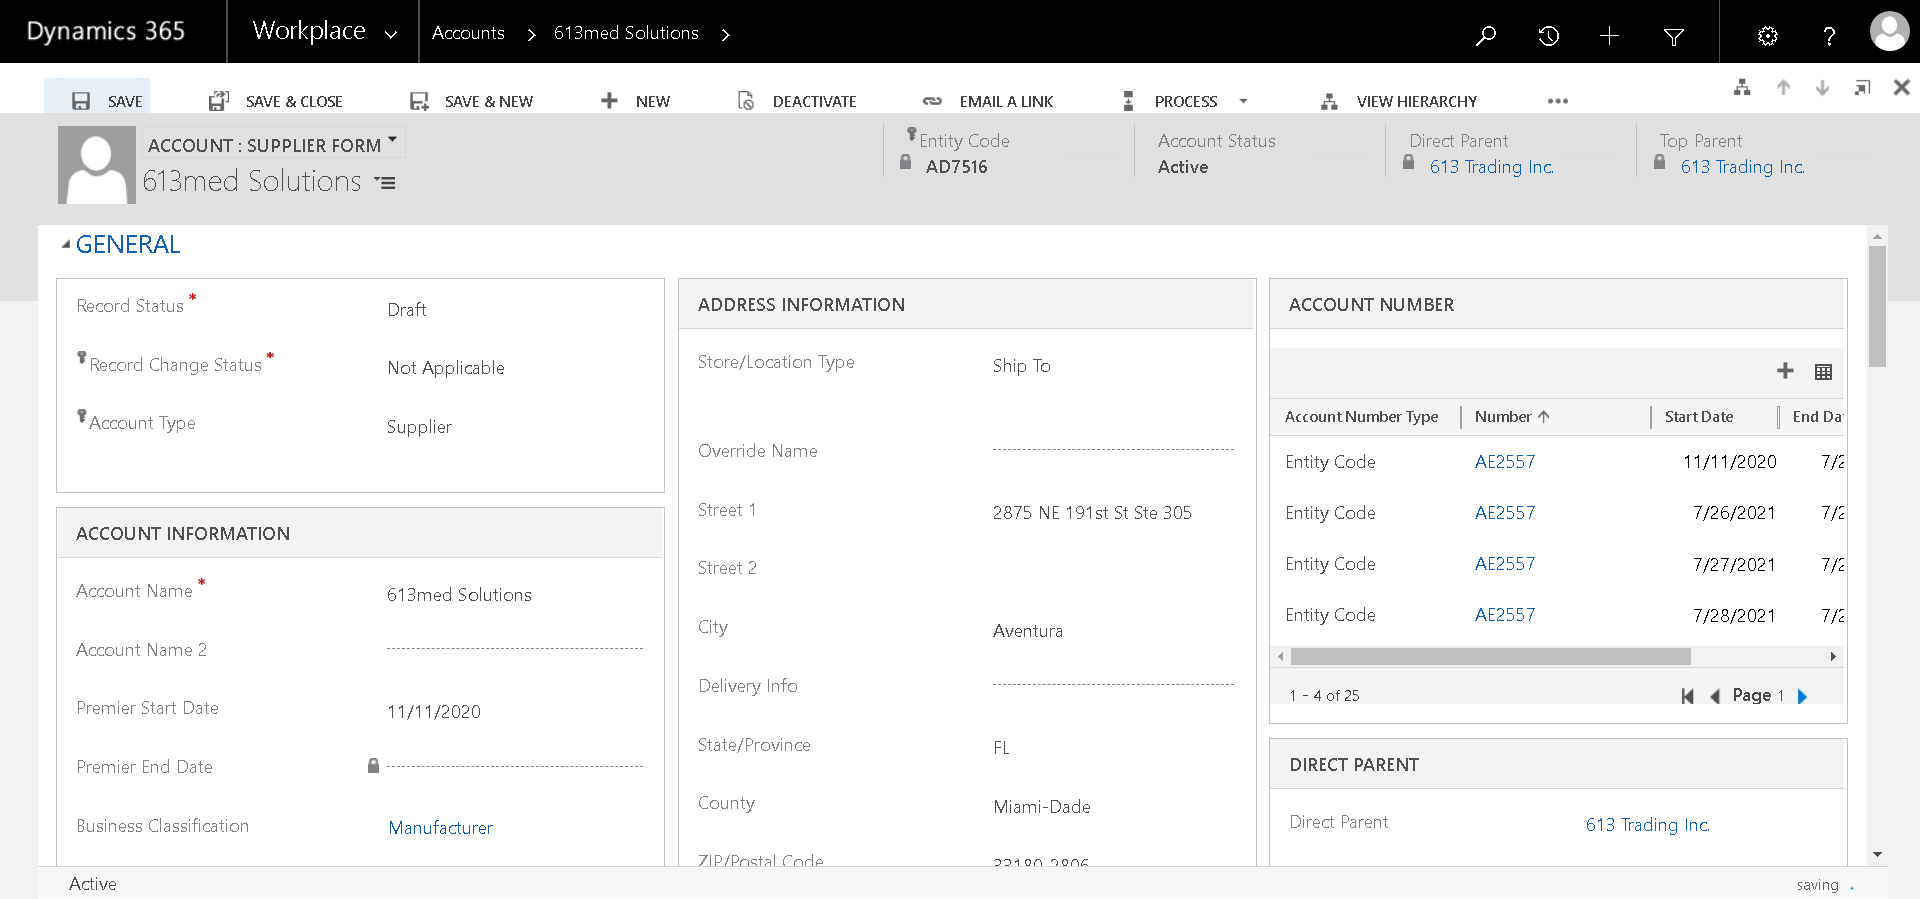 Dynamics 365
Workplace
Accounts
613med Solutions
SAVE
SAVE & CLOSE
SAVE & NEW
NEW
DEACTIVATE
EMAIL A LINK
PROCESS
VIEW HIERARCHY
ACCOUNT : SUPPLIER FORM
613med Solutions
Entity Code
AD7516
Account Status
Active
Direct Parent
613 Trading Inc.
Top Parent
613 Trading Inc.
GENERAL
Record Status *
Draft
Record Change Status *
Not Applicable
Account Type
Supplier
ACCOUNT INFORMATION
Account Name *
613med Solutions
Account Name 2
Premier Start Date
11/11/2020
Premier End Date
Business Classification
Manufacturer
ADDRESS INFORMATION
Store/Location Type
Ship To
Override Name
Street 1
2875 NE 191st St Ste 305
Street 2
City
Aventura
Delivery Info
State/Province
FL
County
Miami-Dade
ZIP/Postal Code
33180-2806
ACCOUNT NUMBER
Account Number Type Number Start Date End Da
Entity Code AE2557 11/11/2020 7/2
Entity Code AE2557 7/26/2021 7/2
Entity Code AE2557 7/27/2021 7/2
Entity Code AE2557 7/28/2021 7/2
1 - 4 of 25
Page 1
DIRECT PARENT
Direct Parent
613 Trading Inc.
Active
saving